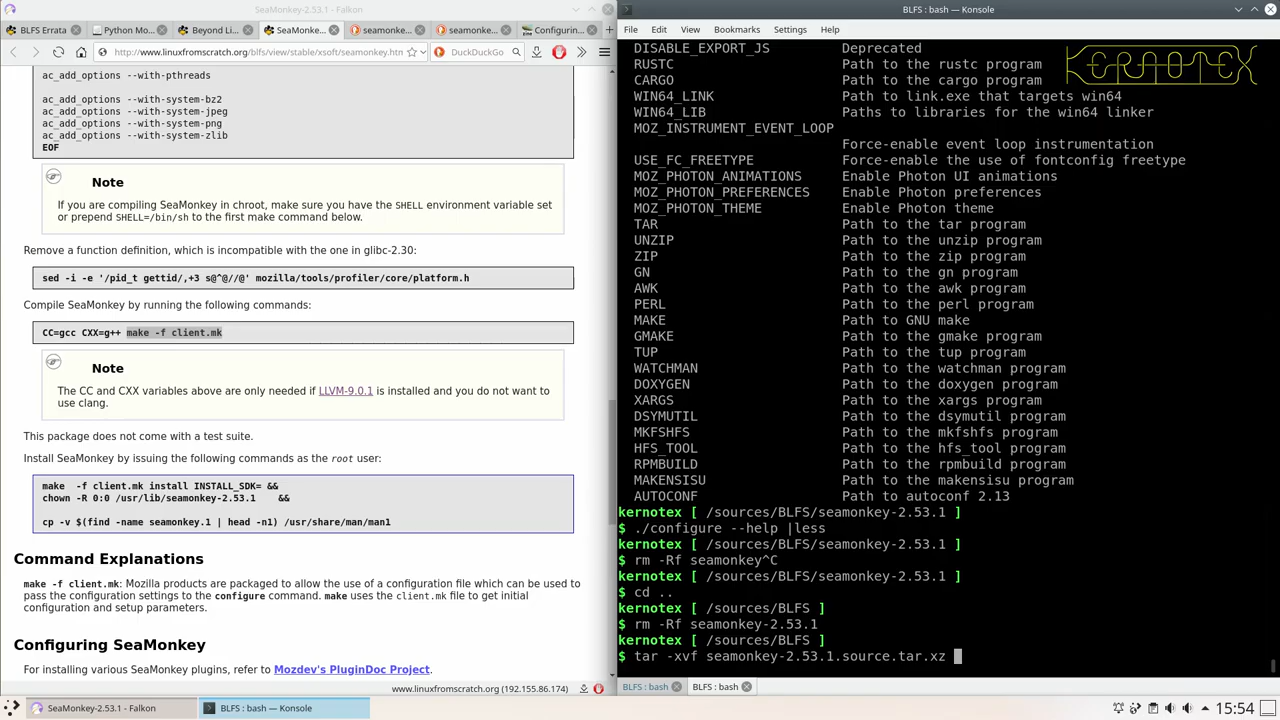 SeaMonkey-2.53.1 - Falkon
BLFS Errata
Python Mo...
Beyond Li...
SeaMonke...
seamonke...
seamonke...
Configurin...
http://www.linuxfromscratch.org/blfs/view/stable/xsoft/seamonkey.htm
DuckDuckGo
ac_add_options --with-pthreads
ac_add_options --with-system-bz2
ac_add_options --with-system-jpeg
ac_add_options --with-system-png
ac_add_options --with-system-zlib
EOF
Note
If you are compiling SeaMonkey in chroot, make sure you have the SHELL environment variable set
or prepend SHELL=/bin/sh to the first make command below.
Remove a function definition, which is incompatible with the one in glibc-2.30:
sed -i -e '/pid_t gettid/,+3 s@^@//@' mozilla/tools/profiler/core/platform.h
Compile SeaMonkey by running the following commands:
CC=gcc CXX=g++ make -f client.mk
Note
The CC and CXX variables above are only needed if LLVM-9.0.1 is installed and you do not want to
use clang.
This package does not come with a test suite.
Install SeaMonkey by issuing the following commands as the root user:
make  -f client.mk install INSTALL_SDK= &&
chown -R 0:0 /usr/lib/seamonkey-2.53.1    &&
cp -v $(find -name seamonkey.1 | head -n1) /usr/share/man/man1
Command Explanations
make -f client.mk: Mozilla products are packaged to allow the use of a configuration file which can be used to
pass the configuration settings to the configure command. make uses the client.mk file to get initial
configuration and setup parameters.
Configuring SeaMonkey
For installing various SeaMonkey plugins, refer to Mozdev's PluginDoc Project.
www.linuxfromscratch.org (192.155.86.174)
BLFS : bash — Konsole
File Edit View Bookmarks Settings Help
KERNOTEX
DISABLE_EXPORT_JS Deprecated
RUSTC Path to the rustc program
CARGO Path to the cargo program
WIN64_LINK Path to link.exe that targets win64
WIN64_LIB Paths to libraries for the win64 linker
MOZ_INSTRUMENT_EVENT_LOOP
Force-enable event loop instrumentation
USE_FC_FREETYPE Force-enable the use of fontconfig freetype
MOZ_PHOTON_ANIMATIONS Enable Photon UI animations
MOZ_PHOTON_PREFERENCES Enable Photon preferences
MOZ_PHOTON_THEME Enable Photon theme
TAR Path to the tar program
UNZIP Path to the unzip program
ZIP Path to the zip program
GN Path to the gn program
AWK Path to the awk program
PERL Path to the perl program
MAKE Path to GNU make
GMAKE Path to the gmake program
TUP Path to the tup program
WATCHMAN Path to the watchman program
DOXYGEN Path to the doxygen program
XARGS Path to the xargs program
DSYMUTIL Path to the dsymutil program
MKFSHFS Path to the mkfshfs program
HFS_TOOL Path to the hfs_tool program
RPMBUILD Path to the rpmbuild program
MAKENSISU Path to the makensisu program
AUTOCONF Path to autoconf 2.13
kernotex [ /sources/BLFS/seamonkey-2.53.1 ]
$ ./configure --help |less
kernotex [ /sources/BLFS/seamonkey-2.53.1 ]
$ rm -Rf seamonkey^C
kernotex [ /sources/BLFS/seamonkey-2.53.1 ]
$ cd ..
kernotex [ /sources/BLFS ]
$ rm -Rf seamonkey-2.53.1
kernotex [ /sources/BLFS ]
$ tar -xvf seamonkey-2.53.1.source.tar.xz
BLFS : bash
BLFS : bash
SeaMonkey-2.53.1 - Falkon
BLFS : bash — Konsole
15:54